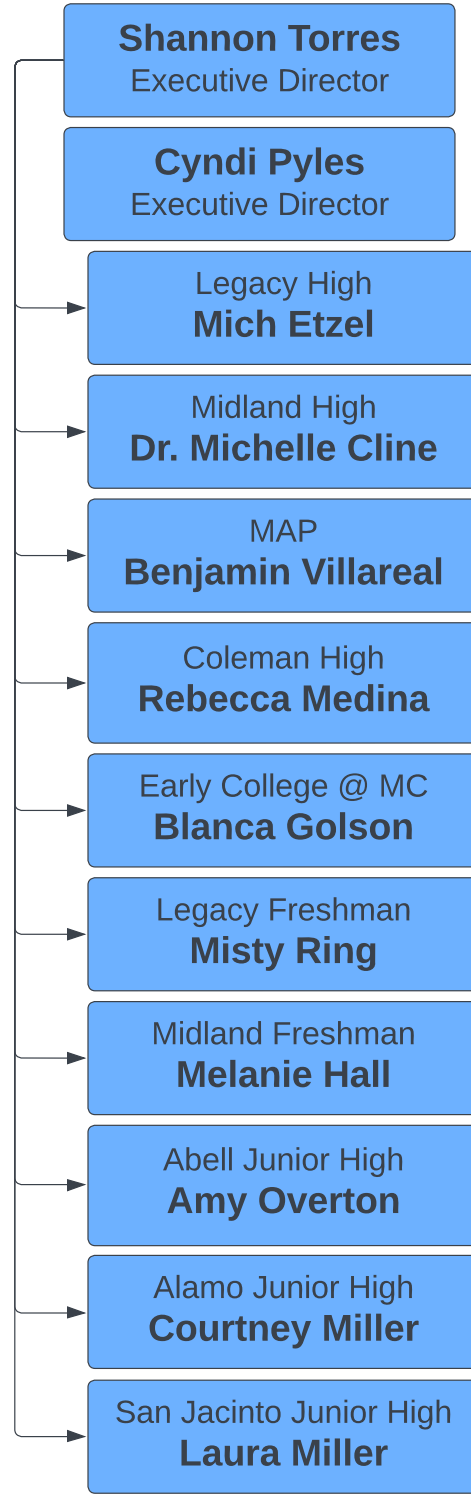 Shannon Torres
Executive Director
Cyndi Pyles
Executive Director
Legacy High
Mich Etzel
Midland High
Dr. Michelle Cline
MAP
Benjamin Villareal
Coleman High
Rebecca Medina
Early College @ MC
Blanca Golson
Legacy Freshman
Misty Ring
Midland Freshman
Melanie Hall
Abell Junior High
Amy Overton
Alamo Junior High
Courtney Miller
San Jacinto Junior High
Laura Miller